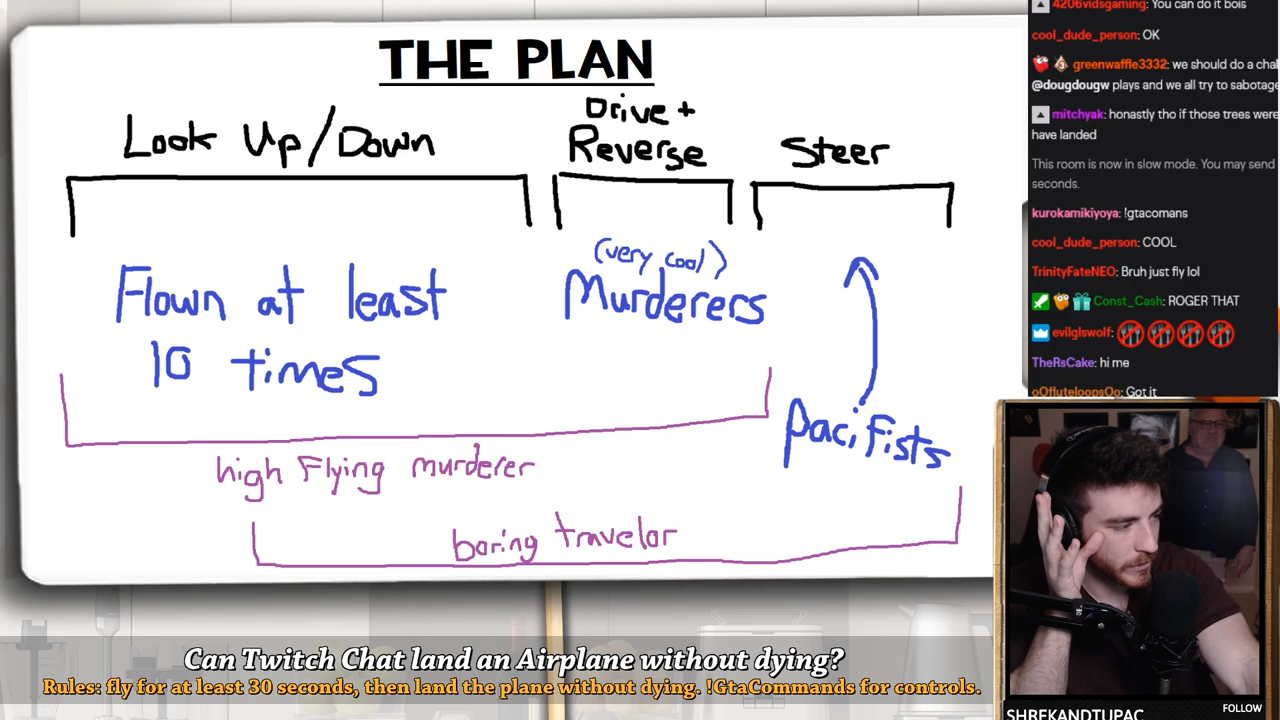 THE PLAN
Look Up/Down
Drive +
Reverse
Steer
Flown at least
10 times
(very cool)
Murderers
pacifists
high Flying murderer
boring travelor
Can Twitch Chat land an Airplane without dying?
Rules: fly for at least 30 seconds, then land the plane without dying. !GtaCommands for controls.
4206vidsgaming: You can do it bois
cool_dude_person: OK
greenwaffle3332: we should do a chal
@dougdougw plays and we all try to sabotage
mitchyak: honastly tho if those trees were
have landed
This room is now in slow mode. You may send
seconds.
kurokamikiyoya: !gtacomans
cool_dude_person: COOL
TrinityFateNEO: Bruh just fly lol
Const_Cash: ROGER THAT
evilglswolf:
TheRsCake: hi me
oOfluteloopsOo: Got it
SHREKANDTUPAC
FOLLOW